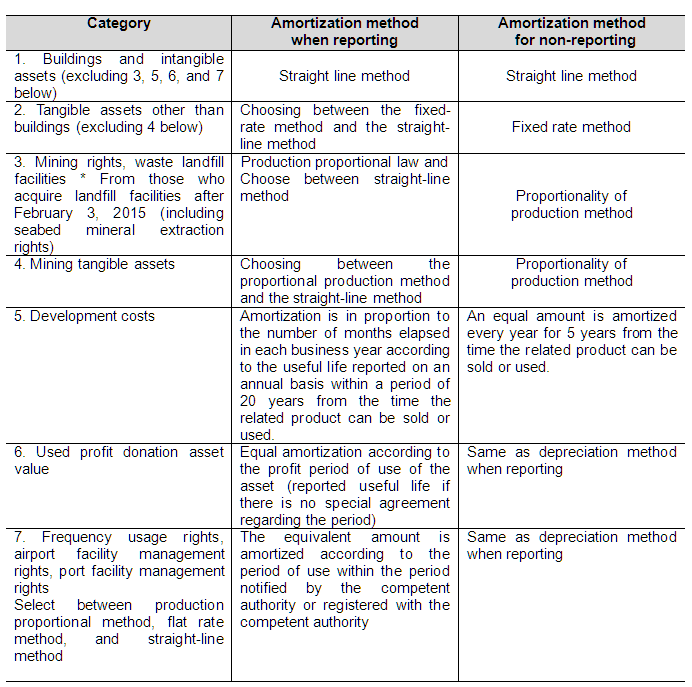 Category
Amortization method
when reporting
Amortization method
for non-reporting
1. Buildings and intangible
assets (excluding 3, 5, 6, and 7
below)
Straight line method
Straight line method
2. Tangible assets other than
buildings (excluding 4 below)
Choosing between the fixed-
rate method and the straight-
line method
Fixed rate method
3. Mining rights, waste landfill
facilities * From those who
acquire landfill facilities after
February 3, 2015 (including
seabed mineral extraction
rights)
Production proportional law and
Choose between straight-line
method
Proportionality of
production method
4. Mining tangible assets
Choosing between the
proportional production method
and the straight-line method
Proportionality of
production method
5. Development costs
Amortization is in proportion to
the number of months elapsed
in each business year according
to the useful life reported on an
annual basis within a period of
20 years from the time the
related product can be sold or
used.
An equal amount is amortized
every year for 5 years from the
time the related product can be
sold or used.
6. Used profit donation asset
value
Equal amortization according to
the profit period of use of the
asset (reported useful life if
there is no special agreement
regarding the period)
Same as depreciation method
when reporting
7. Frequency usage rights,
airport facility management
rights, port facility management
rights
Select between production
proportional method, flat rate
method, and straight-line
method
The equivalent amount is
amortized according to the
period of use within the period
notified by the competent
authority or registered with the
competent authority
Same as depreciation method
when reporting